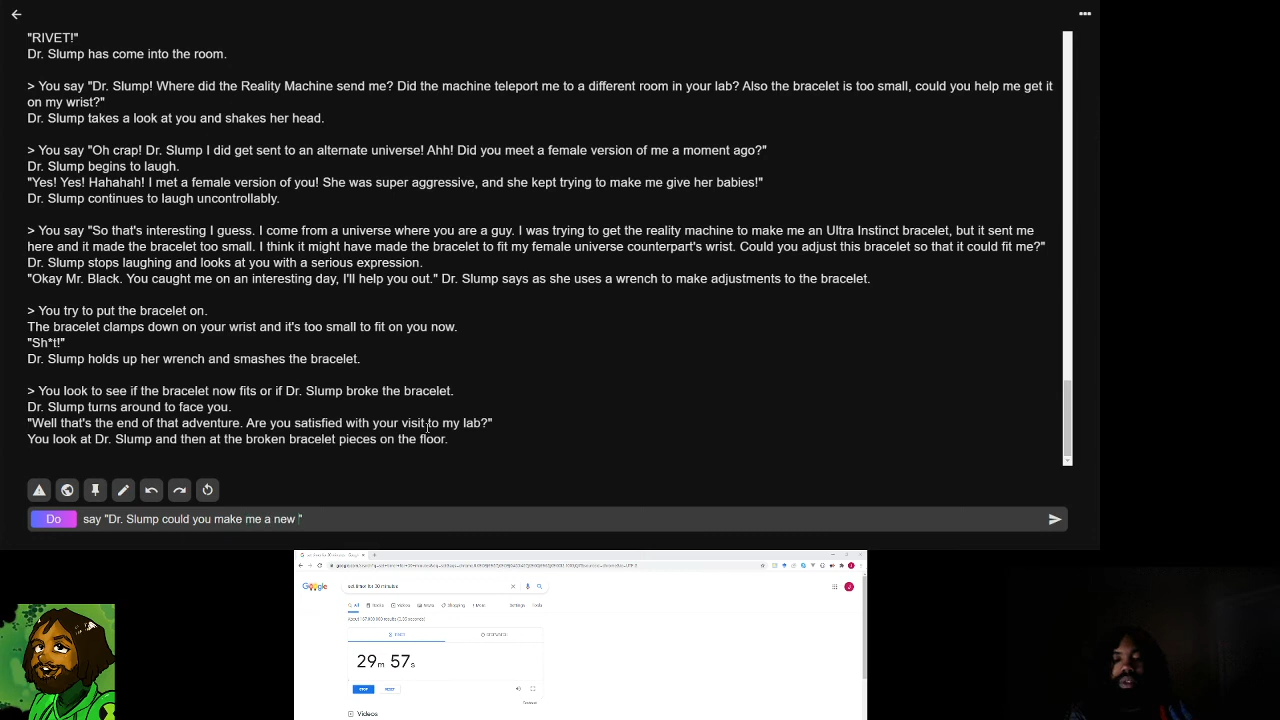 "RIVET!"
Dr. Slump has come into the room.
> You say "Dr. Slump! Where did the Reality Machine send me? Did the machine teleport me to a different room in your lab? Also the bracelet is too small, could you help me get it
on my wrist?"
Dr. Slump takes a look at you and shakes her head.
> You say "Oh crap! Dr. Slump I did get sent to an alternate universe! Ahh! Did you meet a female version of me a moment ago?"
Dr. Slump begins to laugh.
"Yes! Yes! Hahahah! I met a female version of you! She was super aggressive, and she kept trying to make me give her babies!"
Dr. Slump continues to laugh uncontrollably.
> You say "So that's interesting I guess. I come from a universe where you are a guy. I was trying to get the reality machine to make me an Ultra Instinct bracelet, but it sent me
here and it made the bracelet too small. I think it might have made the bracelet to fit my female universe counterpart's wrist. Could you adjust this bracelet so that it could fit me?"
Dr. Slump stops laughing and looks at you with a serious expression.
"Okay Mr. Black. You caught me on an interesting day, I'll help you out." Dr. Slump says as she uses a wrench to make adjustments to the bracelet.
> You try to put the bracelet on.
The bracelet clamps down on your wrist and it's too small to fit on you now.
"Sh*t!"
Dr. Slump holds up her wrench and smashes the bracelet.
> You look to see if the bracelet now fits or if Dr. Slump broke the bracelet.
Dr. Slump turns around to face you.
"Well that's the end of that adventure. Are you satisfied with your visit to my lab?"
You look at Dr. Slump and then at the broken bracelet pieces on the floor.
Do say "Dr. Slump could you make me a new "
Google set timer for 30 minutes
All Videos Shopping More Settings Tools
29m 57s
STOP RESET
Videos